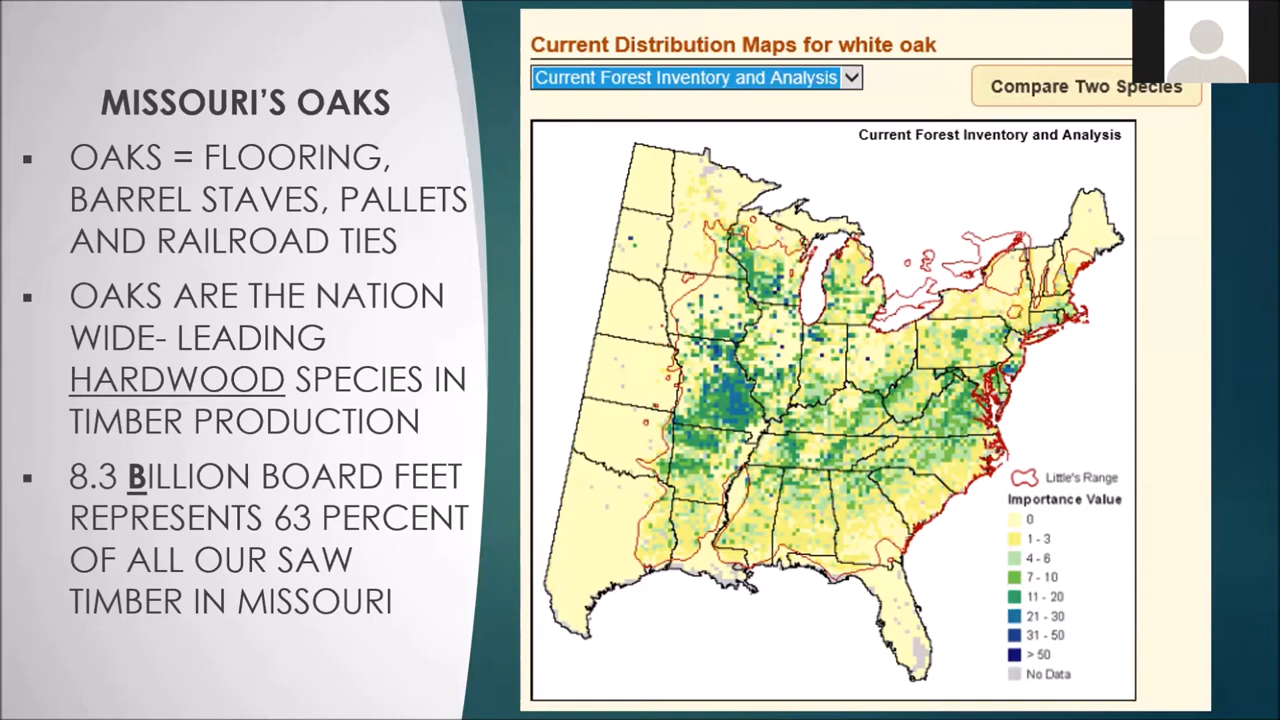 MISSOURI'S OAKS
▪ OAKS = FLOORING,
BARREL STAVES, PALLETS
AND RAILROAD TIES
▪ OAKS ARE THE NATION
WIDE- LEADING
HARDWOOD SPECIES IN
TIMBER PRODUCTION
▪ 8.3 BILLION BOARD FEET
REPRESENTS 63 PERCENT
OF ALL OUR SAW
TIMBER IN MISSOURI
Current Distribution Maps for white oak
Current Forest Inventory and Analysis
Compare Two Species
Current Forest Inventory and Analysis
Little's Range
Importance Value
0
1 - 3
4 - 6
7 - 10
11 - 20
21 - 30
31 - 50
> 50
No Data